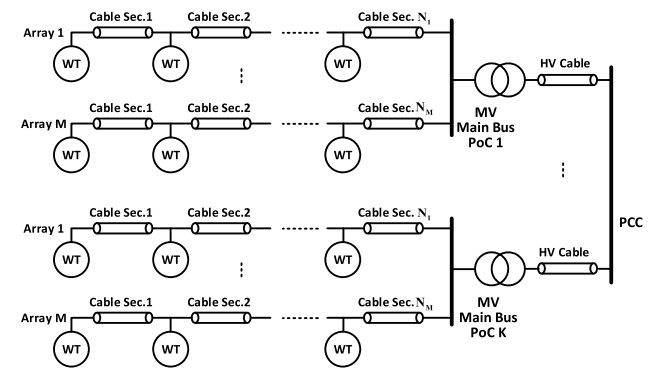 Cable Sec.1 Cable Sec.2 Cable Sec. N₁
Array 1
WT WT WT
HV Cable
Cable Sec.1 Cable Sec.2 Cable Sec. Nᴍ
Array M
WT WT WT
MV
Main Bus
PoC 1
PCC
Cable Sec.1 Cable Sec.2 Cable Sec. N₁
Array 1
WT WT WT
HV Cable
Cable Sec.1 Cable Sec.2 Cable Sec. Nᴍ
Array M
WT WT WT
MV
Main Bus
PoC K